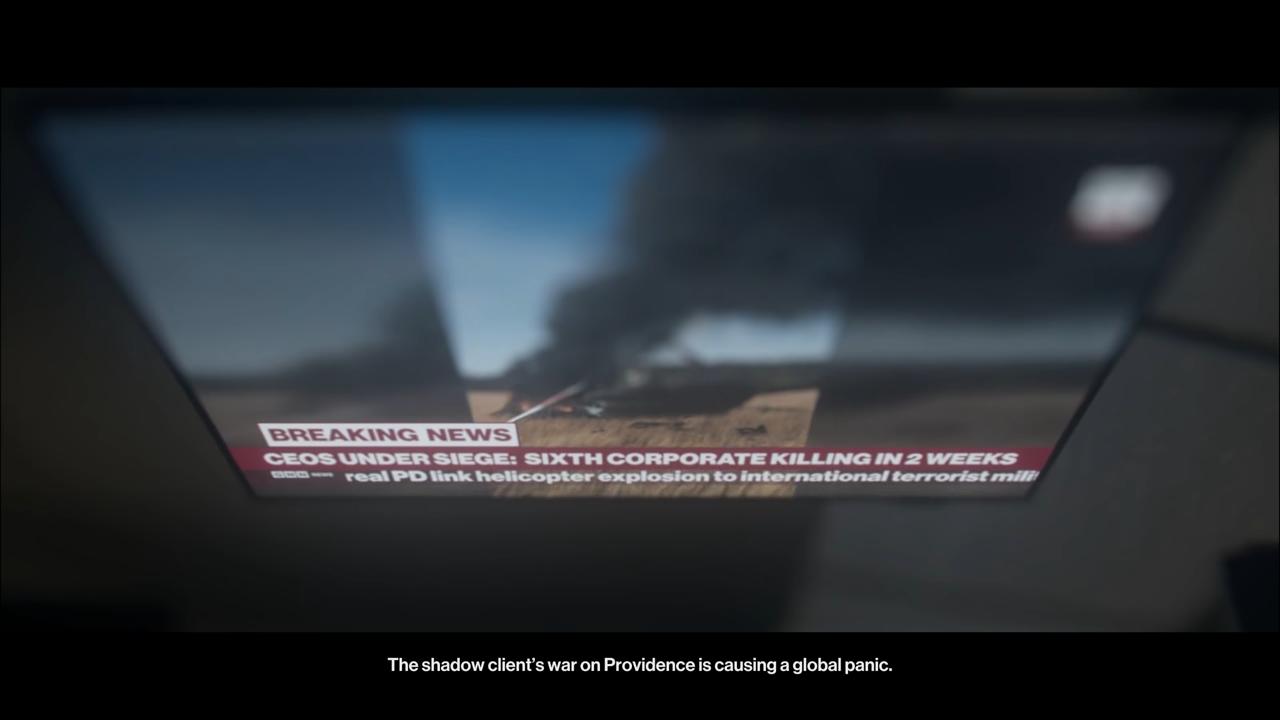 BREAKING NEWS
CEOS UNDER SIEGE: SIXTH CORPORATE KILLING IN 2 WEEKS
real PD link helicopter explosion to international terrorist mili
The shadow client's war on Providence is causing a global panic.